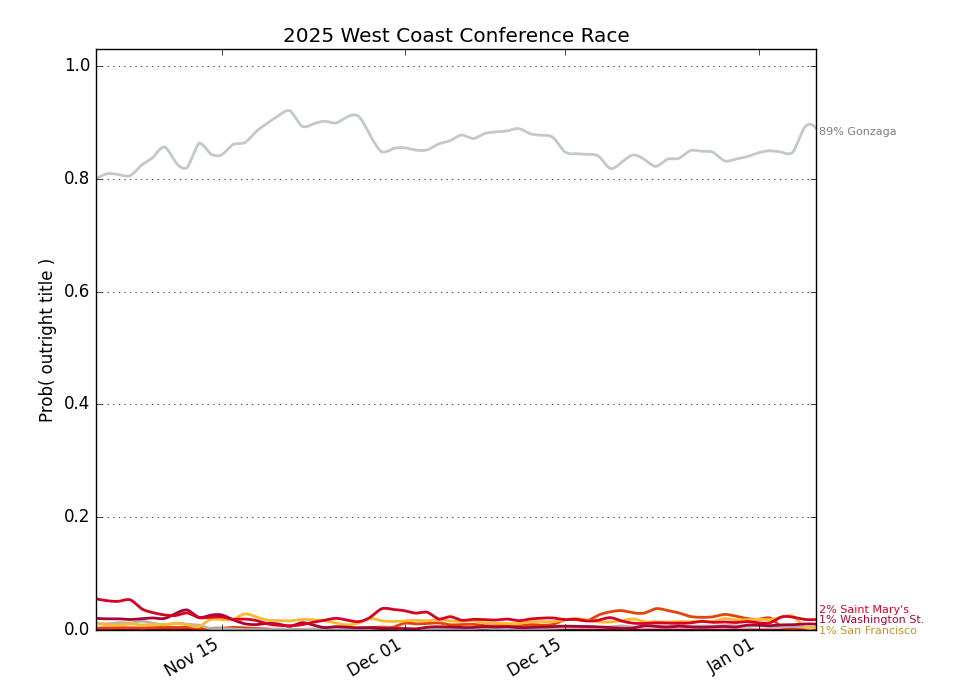 2025 West Coast Conference Race
1.0
0.8
0.6
0.4
0.2
0.0
Prob( outright title )
Nov 15
Dec 01
Dec 15
Jan 01
89% Gonzaga
2% Saint Mary's
1% Washington St.
1% San Francisco